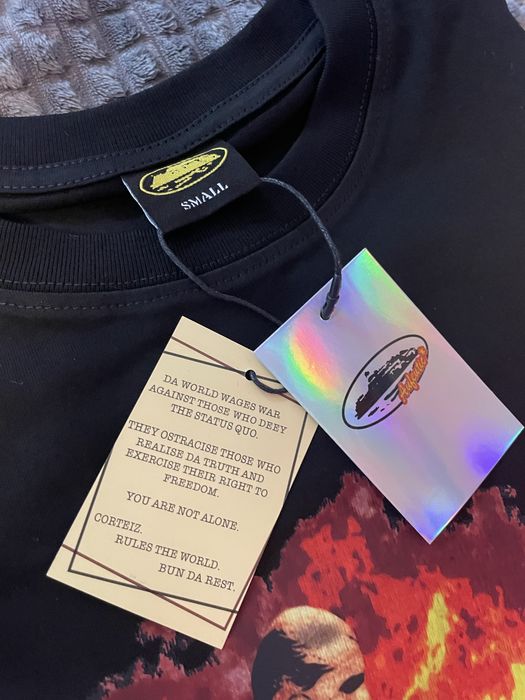 SMALL
DA WORLD WAGES WAR
AGAINST THOSE WHO DEFY
THE STATUS QUO.
THEY OSTRACISE THOSE WHO
REALISE DA TRUTH AND
EXERCISE THEIR RIGHT TO
FREEDOM.
YOU ARE NOT ALONE.
CORTEIZ.
RULES THE WORLD.
BUN DA REST.